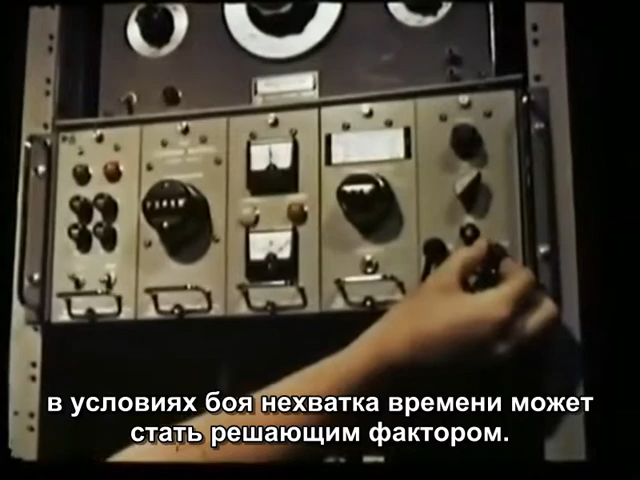 в условиях боя нехватка времени может
стать решающим фактором.